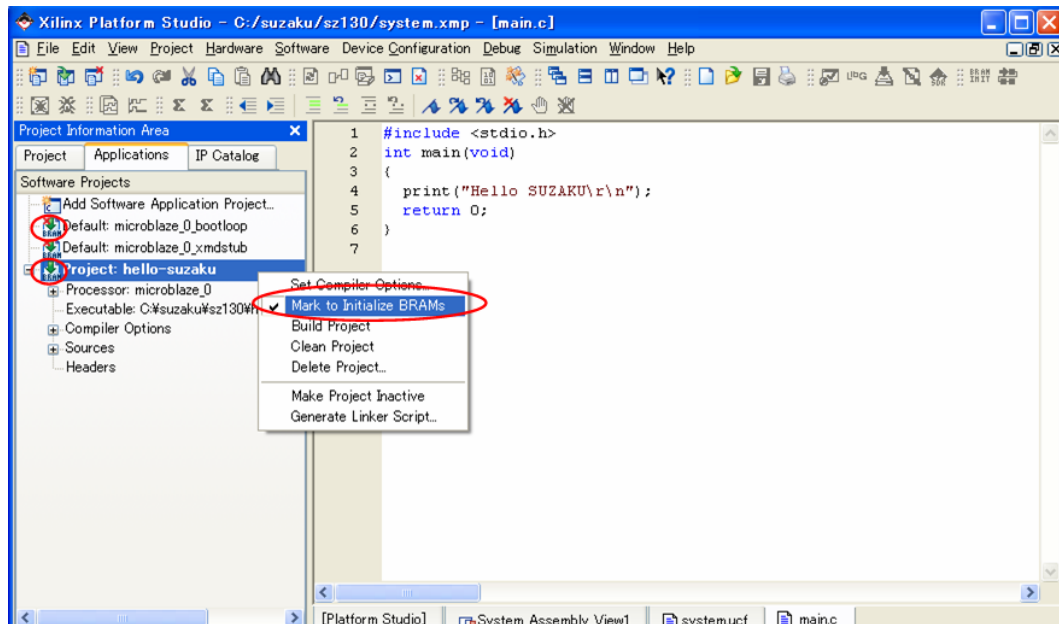 Xilinx Platform Studio - C:/suzaku/sz130/system.xmp - [main.c]
File Edit View Project Hardware Software Device Configuration Debug Simulation Window Help
Project Information Area
Project Applications IP Catalog
Software Projects
Add Software Application Project...
Default: microblaze_0_bootloop
Default: microblaze_0_xmdstub
Project: hello-suzaku
Processor: microblaze_0
Executable: C:¥suzaku¥sz130¥h
Compiler Options
Sources
Headers
Set Compiler Options...
Mark to Initialize BRAMs
Build Project
Clean Project
Delete Project...
Make Project Inactive
Generate Linker Script...
1 #include <stdio.h>
2 int main(void)
3 {
4 print("Hello SUZAKU\r\n");
5 return 0;
6 }
7
[Platform Studio] System Assembly View1 system.ucf main.c